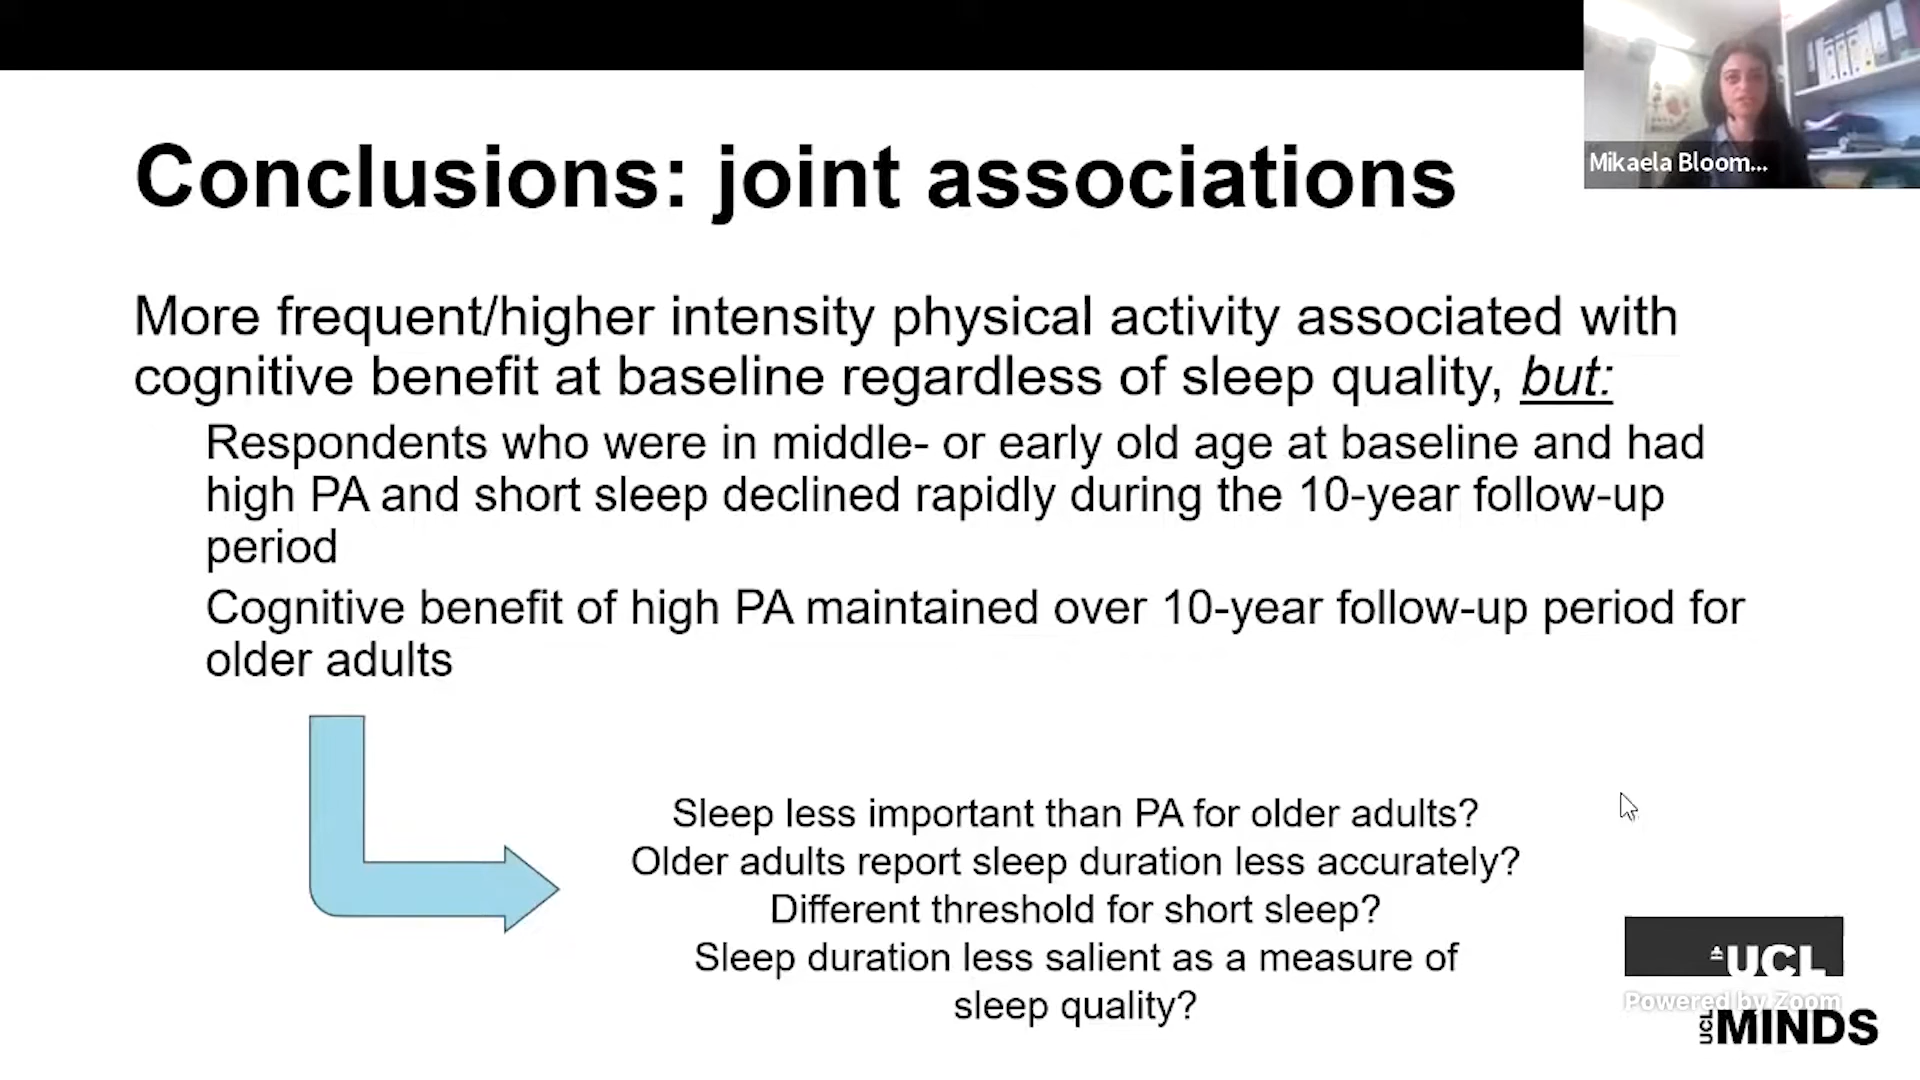 Mikaela Bloom...
Conclusions: joint associations
More frequent/higher intensity physical activity associated with
cognitive benefit at baseline regardless of sleep quality, but:
Respondents who were in middle- or early old age at baseline and had
high PA and short sleep declined rapidly during the 10-year follow-up
period
Cognitive benefit of high PA maintained over 10-year follow-up period for
older adults
Sleep less important than PA for older adults?
Older adults report sleep duration less accurately?
Different threshold for short sleep?
Sleep duration less salient as a measure of
sleep quality?
UCL
Powered by Zoom
UCL MINDS